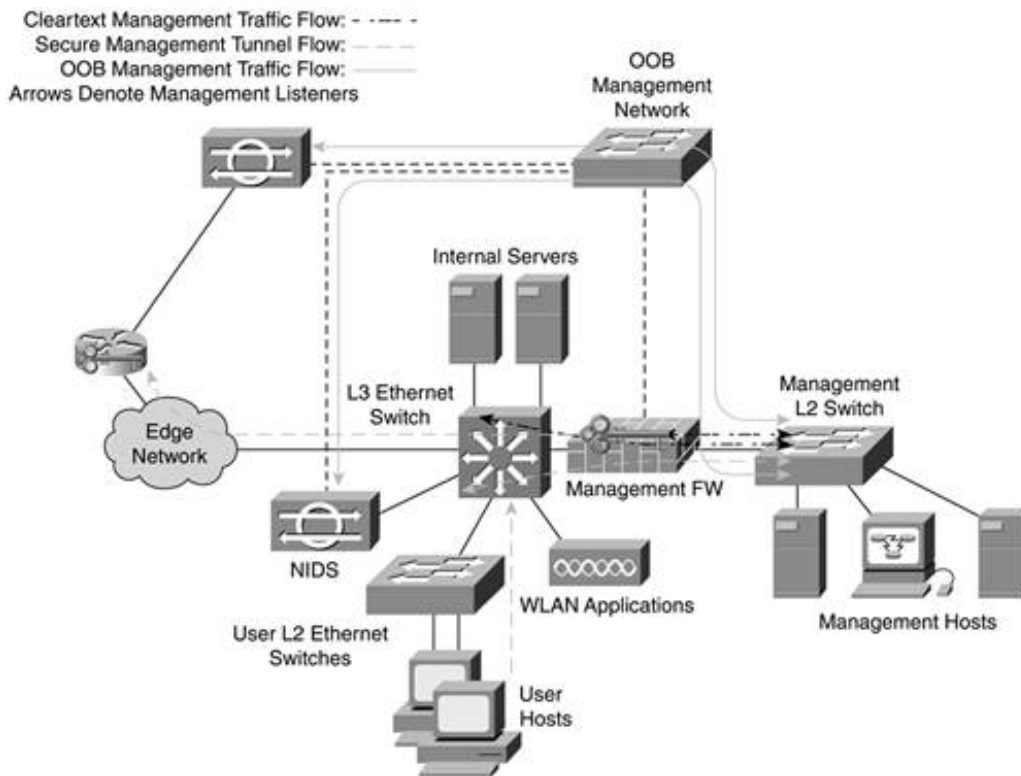 Cleartext Management Traffic Flow:
Secure Management Tunnel Flow:
OOB Management Traffic Flow:
Arrows Denote Management Listeners
OOB
Management
Network
Internal Servers
L3 Ethernet
Switch
Management
L2 Switch
Edge
Network
Management FW
NIDS
WLAN Applications
Management Hosts
User L2 Ethernet
Switches
User
Hosts